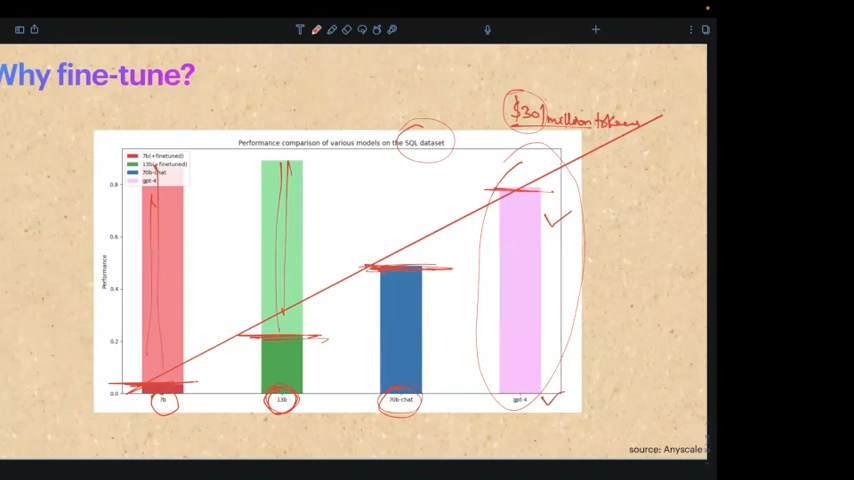 Why fine-tune?
$30/million tokens
Performance comparison of various models on the SQL dataset
7b(+finetuned)
13b(+finetuned)
70b-chat
gpt-4
0.8
0.6
0.4
0.2
0.0
Performance
7b
13b
70b-chat
gpt-4
source: Anyscale